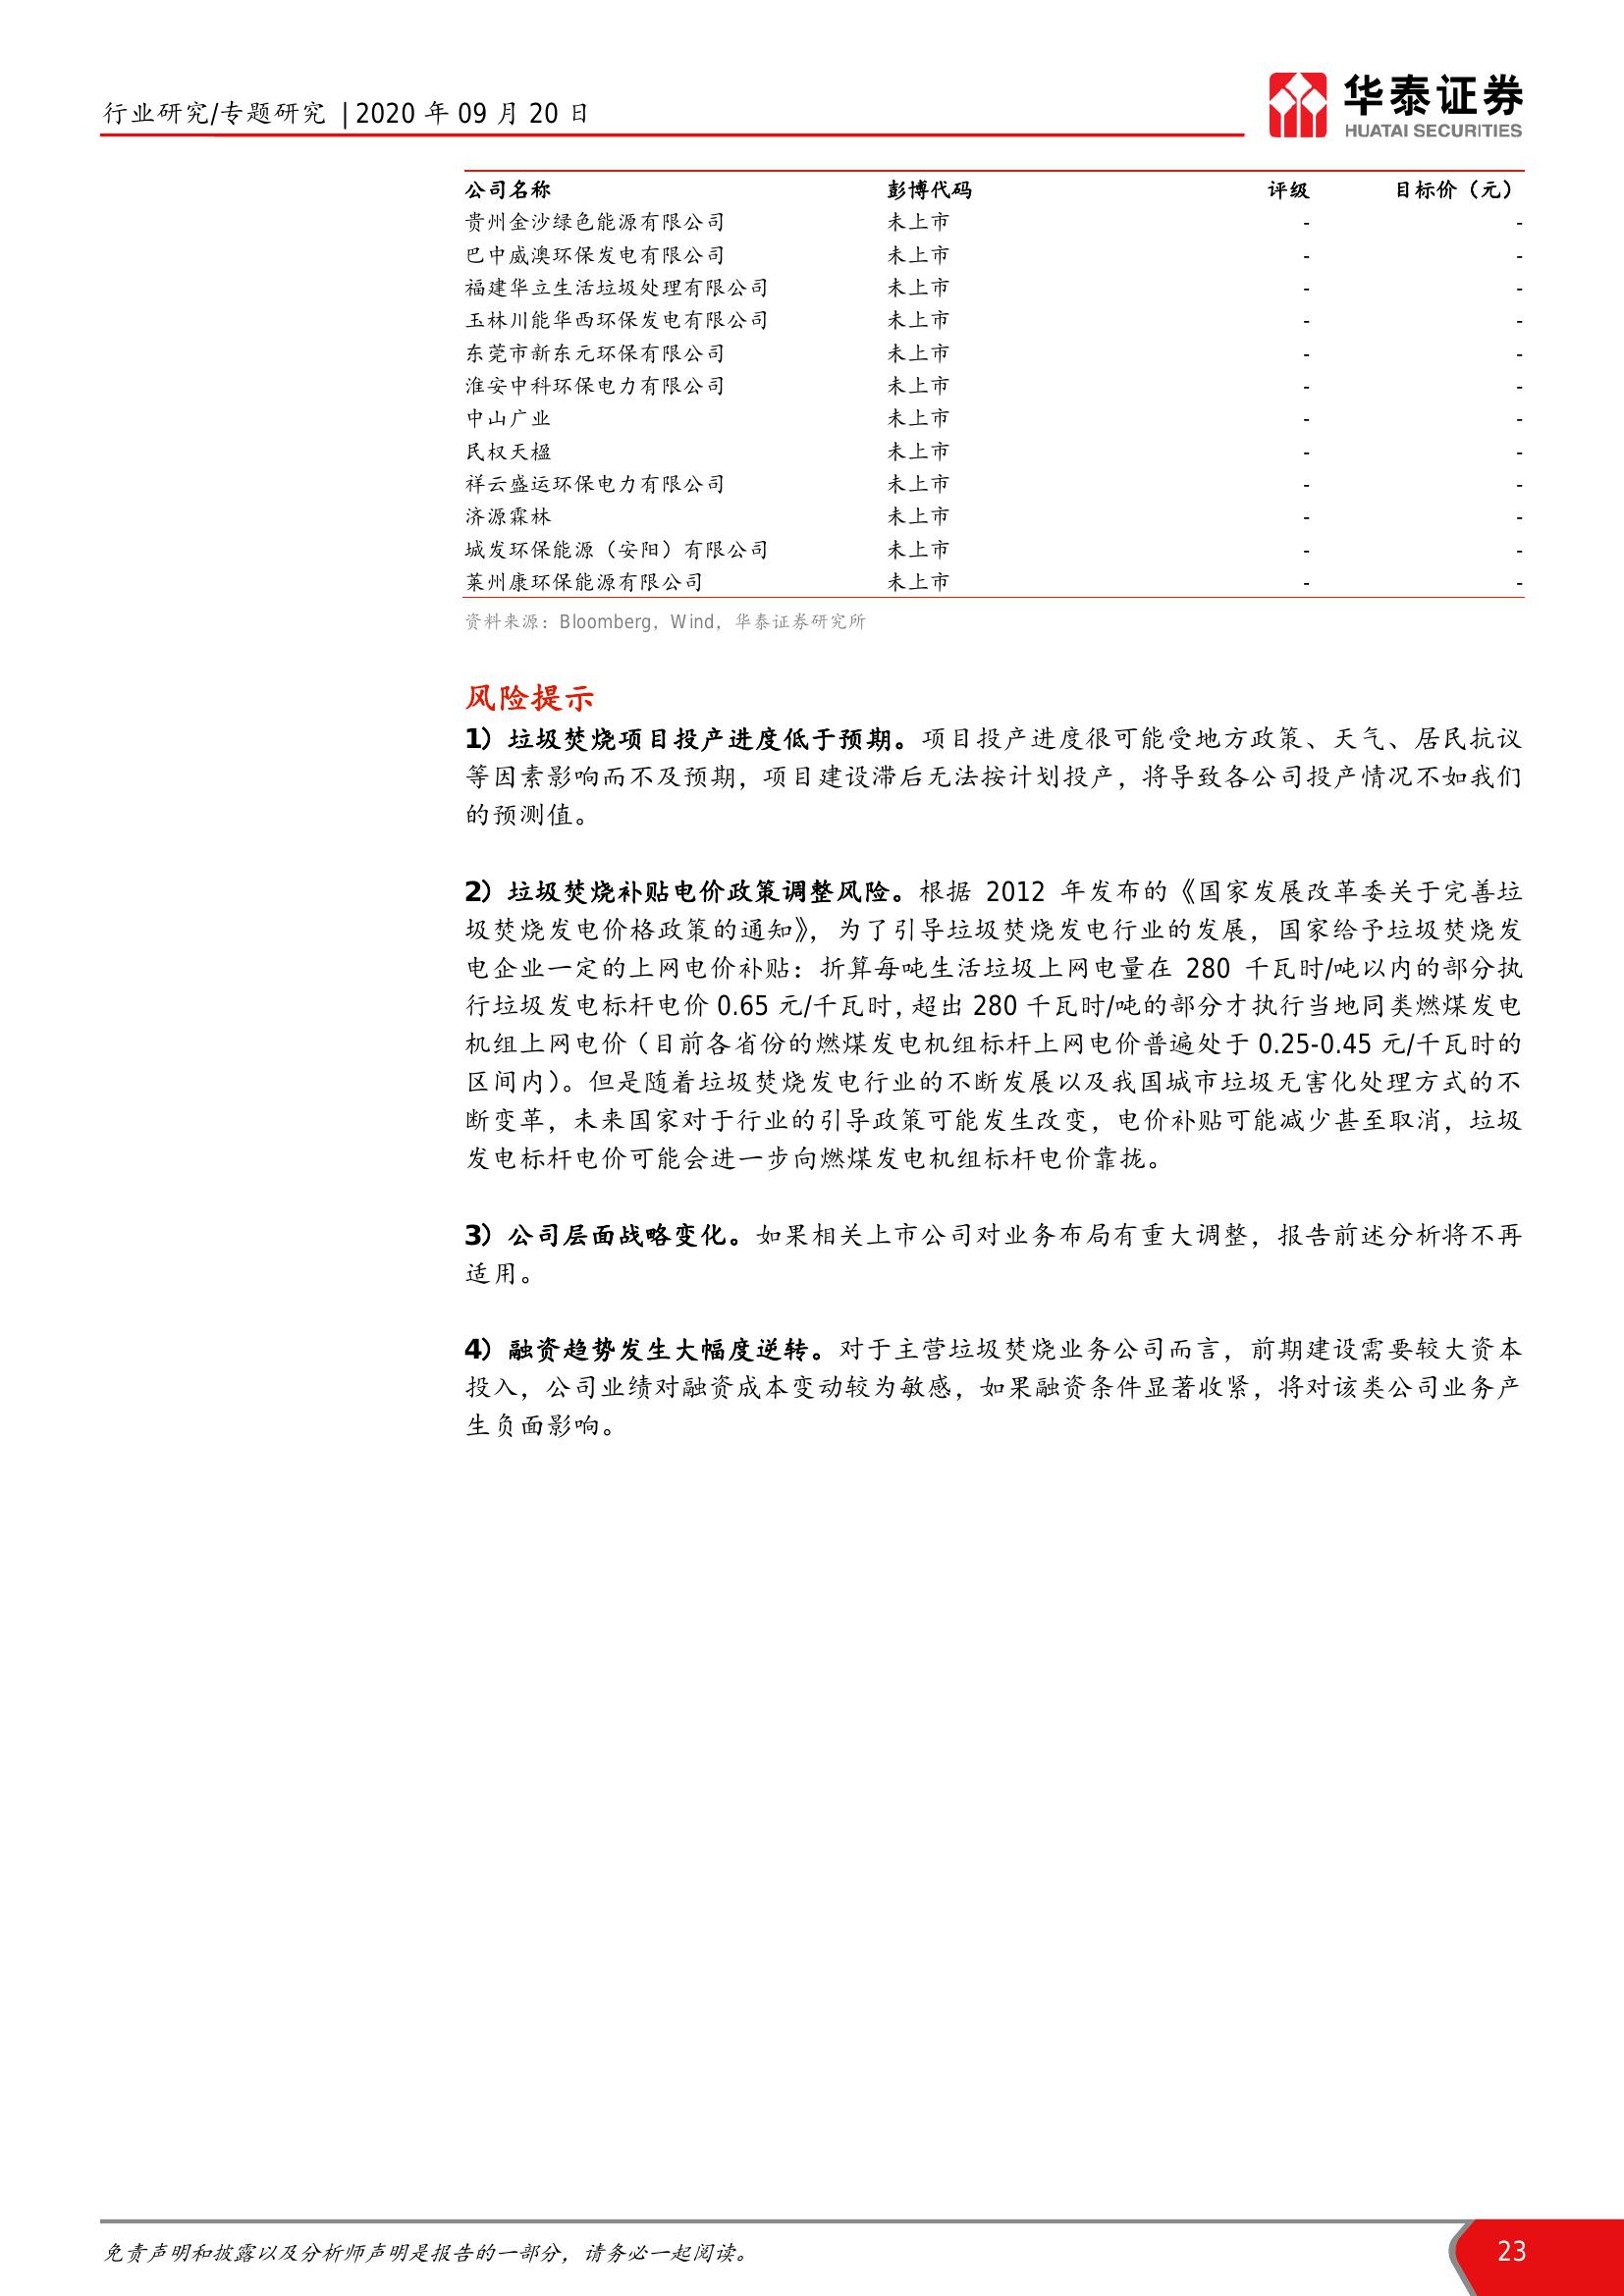 行业研究/专题研究 | 2020 年 09 月 20 日
华泰证券
HUATAI SECURITIES
公司名称 彭博代码 评级 目标价（元）
贵州金沙绿色能源有限公司 未上市 - -
巴中威澳环保发电有限公司 未上市 - -
福建华立生活垃圾处理有限公司 未上市 - -
玉林川能华西环保发电有限公司 未上市 - -
东莞市新东元环保有限公司 未上市 - -
淮安中科环保电力有限公司 未上市 - -
中山广业 未上市 - -
民权天楹 未上市 - -
祥云盛运环保电力有限公司 未上市 - -
济源霖林 未上市 - -
城发环保能源（安阳）有限公司 未上市 - -
莱州康环保能源有限公司 未上市 - -
资料来源：Bloomberg，Wind，华泰证券研究所
风险提示
1）垃圾焚烧项目投产进度低于预期。项目投产进度很可能受地方政策、天气、居民抗议
等因素影响而不及预期，项目建设滞后无法按计划投产，将导致各公司投产情况不如我们
的预测值。
2）垃圾焚烧补贴电价政策调整风险。根据 2012 年发布的《国家发展改革委关于完善垃
圾焚烧发电价格政策的通知》，为了引导垃圾焚烧发电行业的发展，国家给予垃圾焚烧发
电企业一定的上网电价补贴：折算每吨生活垃圾上网电量在 280 千瓦时/吨以内的部分执
行垃圾发电标杆电价 0.65 元/千瓦时，超出 280 千瓦时/吨的部分才执行当地同类燃煤发电
机组上网电价（目前各省份的燃煤发电机组标杆上网电价普遍处于 0.25-0.45 元/千瓦时的
区间内）。但是随着垃圾焚烧发电行业的不断发展以及我国城市垃圾无害化处理方式的不
断变革，未来国家对于行业的引导政策可能发生改变，电价补贴可能减少甚至取消，垃圾
发电标杆电价可能会进一步向燃煤发电机组标杆电价靠拢。
3）公司层面战略变化。如果相关上市公司对业务布局有重大调整，报告前述分析将不再
适用。
4）融资趋势发生大幅度逆转。对于主营垃圾焚烧业务公司而言，前期建设需要较大资本
投入，公司业绩对融资成本变动较为敏感，如果融资条件显著收紧，将对该类公司业务产
生负面影响。
免责声明和披露以及分析师声明是报告的一部分，请务必一起阅读。
23